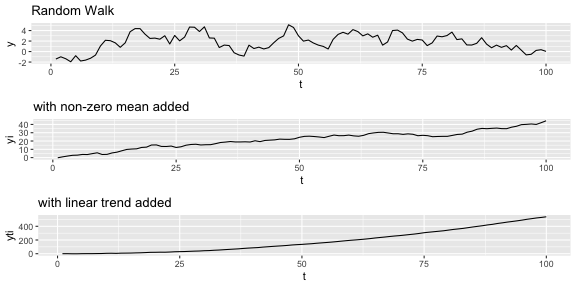 Random Walk
y
4
2
0
-2
0 25 50 75 100
t
with non-zero mean added
yi
40
30
20
10
0
0 25 50 75 100
t
with linear trend added
yti
400
200
0
0 25 50 75 100
t